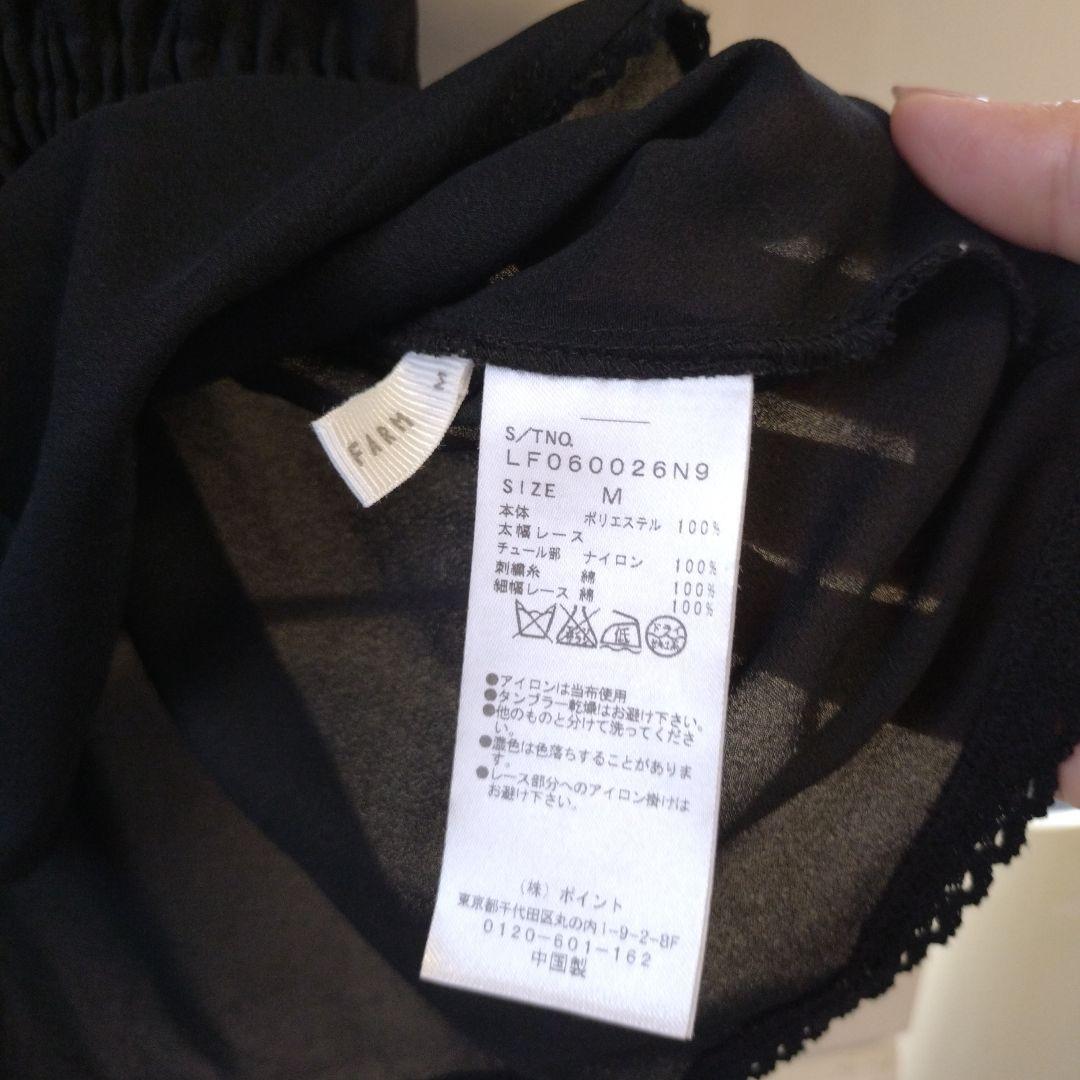 FARM
M
S/TNO.
LF060026N9
SIZE M
本体 ポリエステル 100%
太幅レース
チュール部 ナイロン 100%
刺繍糸 綿 100%
細幅レース 綿 100%
低
ドライ
●アイロンは当布使用
●タンブラー乾燥はお避け下さい。
●他のものと分けて洗ってくださ
い。
●濃色は色落ちすることがありま
す。
●レース部分へのアイロン掛けは
お避け下さい。
(株)ポイント
東京都千代田区丸の内1-9-2-8F
0120-601-162
中国製